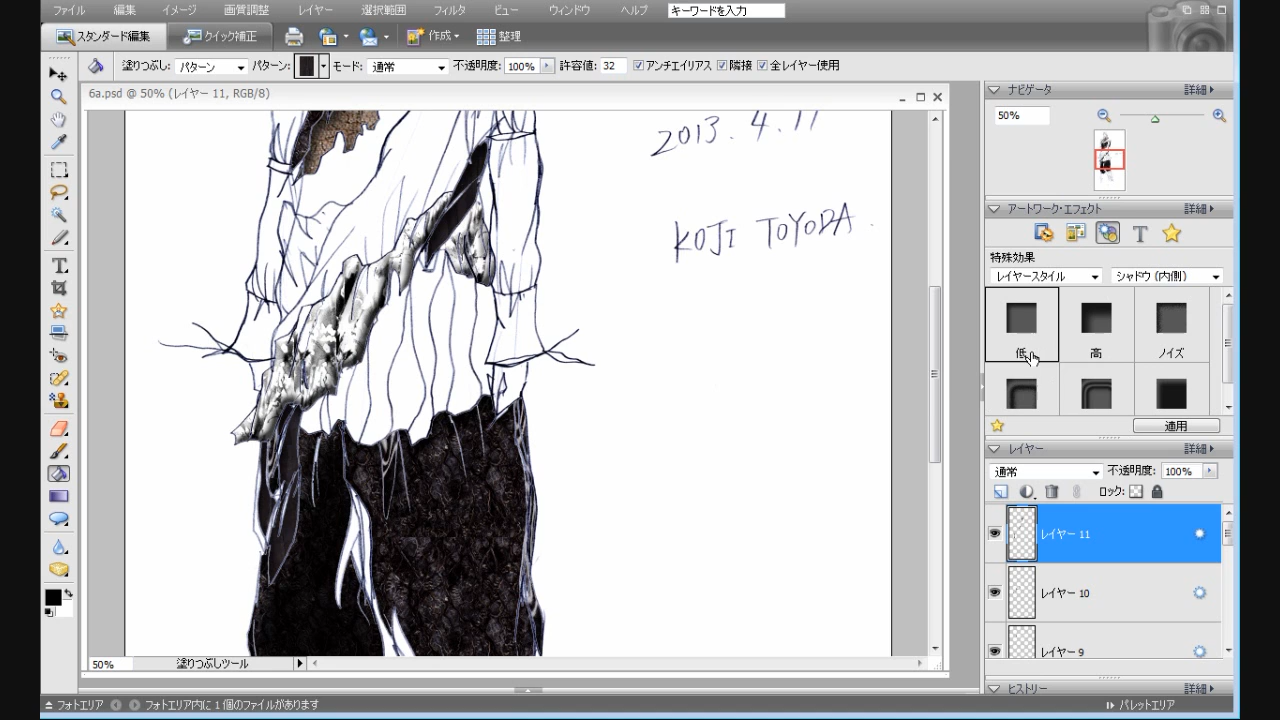 ファイル 編集 イメージ 画質調整 レイヤー 選択範囲 フィルタ ビュー ウィンドウ ヘルプ キーワードを入力
スタンダード編集 クイック補正 作成 整理
塗りつぶし: パターン パターン: モード: 通常 不透明度: 100% 許容値: 32 アンチエイリアス 隣接 全レイヤー使用
6a.psd @ 50% (レイヤー 11, RGB/8)
2013.4.17
KOJI TOYODA.
ナビゲータ 詳細
50%
アートワーク・エフェクト 詳細
特殊効果
レイヤースタイル シャドウ (内側)
低 高 ノイズ
適用
レイヤー 詳細
通常 不透明度: 100%
ロック:
レイヤー 11
レイヤー 10
レイヤー 9
50% 塗りつぶしツール
ヒストリー 詳細
フォトエリア フォトエリア内に 1 個のファイルがあります パレットエリア